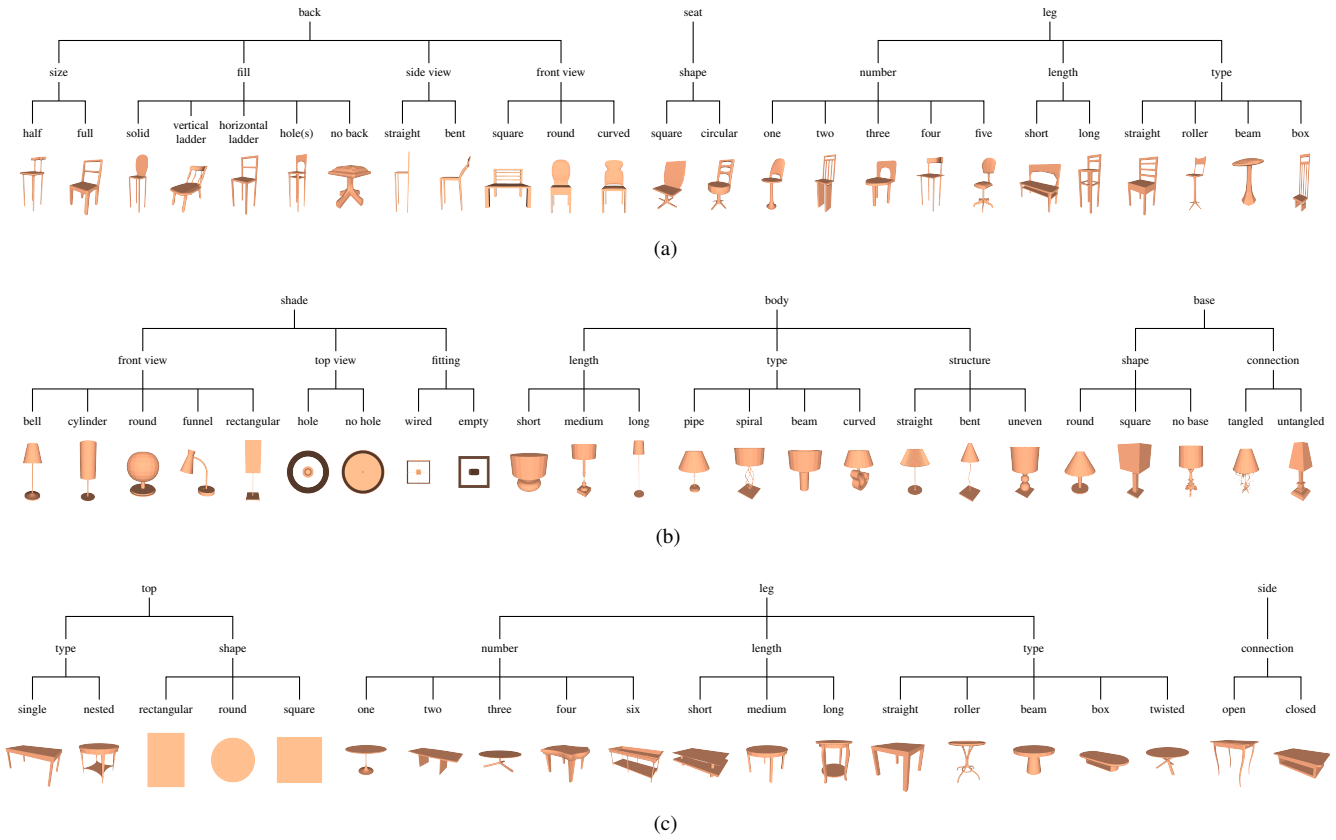 back seat leg
size fill side view front view shape number length type
half full solid vertical ladder horizontal ladder hole(s) no back straight bent square round curved square circular one two three four five short long straight roller beam box
(a)
shade body base
front view top view fitting length type structure shape connection
bell cylinder round funnel rectangular hole no hole wired empty short medium long pipe spiral beam curved straight bent uneven round square no base tangled untangled
(b)
top leg side
type shape number length type connection
single nested rectangular round square one two three four six short medium long straight roller beam box twisted open closed
(c)